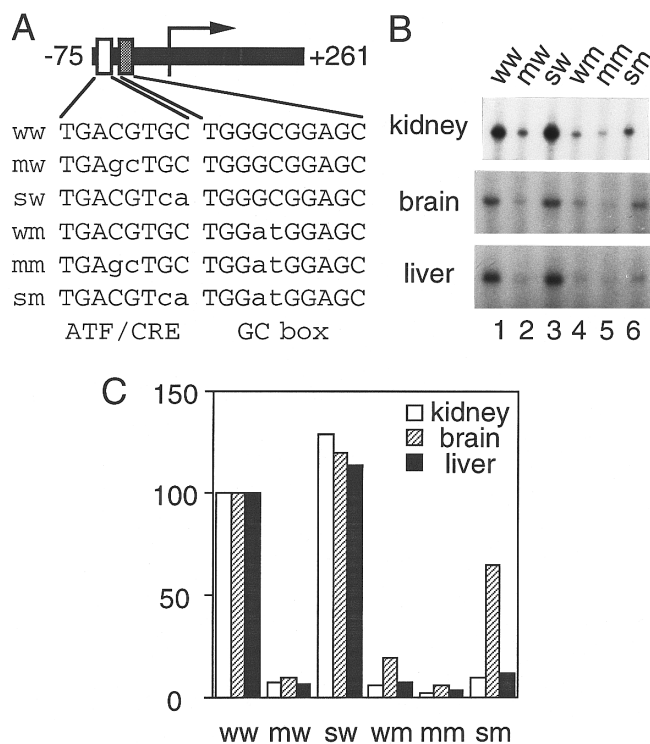 A
-75 +261
ww TGACGTGC TGGGCGGAGC
mw TGAgcTGC TGGGCGGAGC
sw TGACGTca TGGGCGGAGC
wm TGACGTGC TGGatGGAGC
mm TGAgcTGC TGGatGGAGC
sm TGACGTca TGGatGGAGC
ATF/CRE GC box
B
ww mw sw wm mm sm
kidney
brain
liver
1 2 3 4 5 6
C
150
100
50
0
kidney
brain
liver
ww mw sw wm mm sm